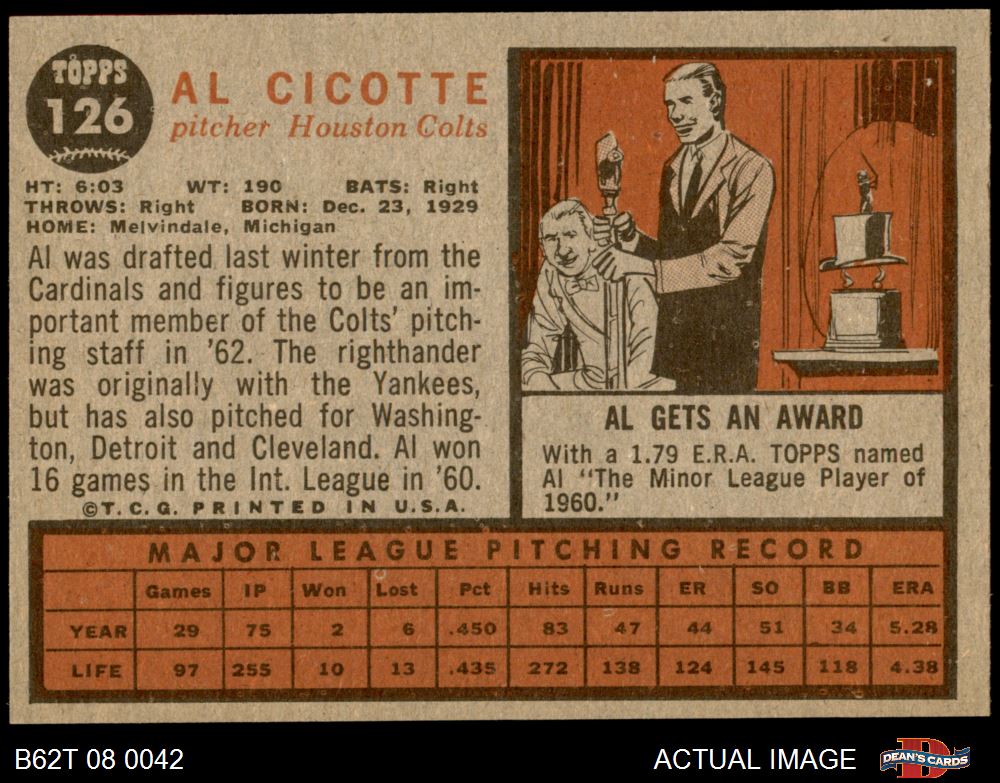 TOPPS
126
AL CICOTTE
pitcher Houston Colts
HT: 6:03 WT: 190 BATS: Right
THROWS: Right BORN: Dec. 23, 1929
HOME: Melvindale, Michigan
Al was drafted last winter from the
Cardinals and figures to be an im-
portant member of the Colts' pitch-
ing staff in '62. The righthander
was originally with the Yankees,
but has also pitched for Washing-
ton, Detroit and Cleveland. Al won
16 games in the Int. League in '60.
©T.C.G. PRINTED IN U.S.A.
AL GETS AN AWARD
With a 1.79 E.R.A. TOPPS named
Al "The Minor League Player of
1960."
MAJOR LEAGUE PITCHING RECORD
Games IP Won Lost Pct Hits Runs ER SO BB ERA
YEAR 29 75 2 6 .450 83 47 44 51 34 5.28
LIFE 97 255 10 13 .435 272 138 124 145 118 4.38
B62T 08 0042
ACTUAL IMAGE
DEAN'S CARDS